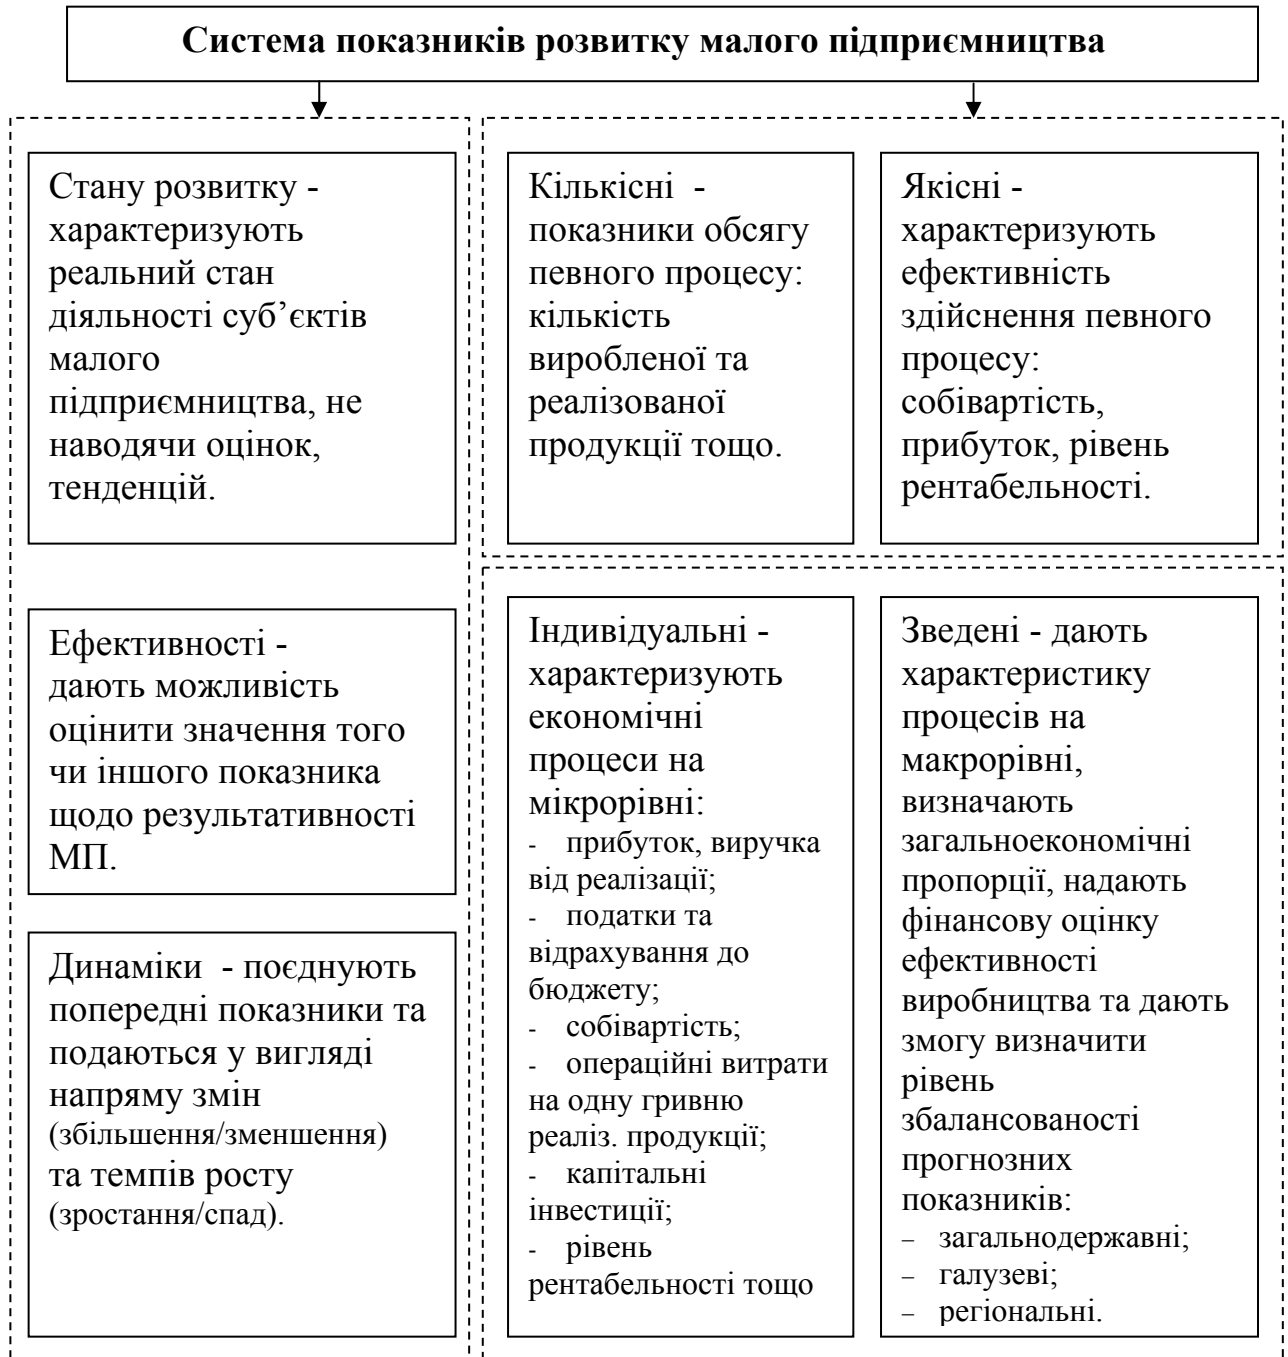 Система показників розвитку малого підприємництва
Стану розвитку -
характеризують
реальний стан
діяльності суб’єктів
малого
підприємництва, не
наводячи оцінок,
тенденцій.
Ефективності -
дають можливість
оцінити значення того
чи іншого показника
щодо результативності
МП.
Динаміки - поєднують
попередні показники та
подаються у вигляді
напряму змін
(збільшення/зменшення)
та темпів росту
(зростання/спад).
Кількісні -
показники обсягу
певного процесу:
кількість
виробленої та
реалізованої
продукції тощо.
Якісні -
характеризують
ефективність
здійснення певного
процесу:
собівартість,
прибуток, рівень
рентабельності.
Індивідуальні -
характеризують
економічні
процеси на
мікрорівні:
- прибуток, виручка
від реалізації;
- податки та
відрахування до
бюджету;
- собівартість;
- операційні витрати
на одну гривню
реаліз. продукції;
- капітальні
інвестиції;
- рівень
рентабельності тощо
Зведені - дають
характеристику
процесів на
макрорівні,
визначають
загальноекономічні
пропорції, надають
фінансову оцінку
ефективності
виробництва та дають
змогу визначити
рівень
збалансованості
прогнозних
показників:
– загальнодержавні;
– галузеві;
– регіональні.